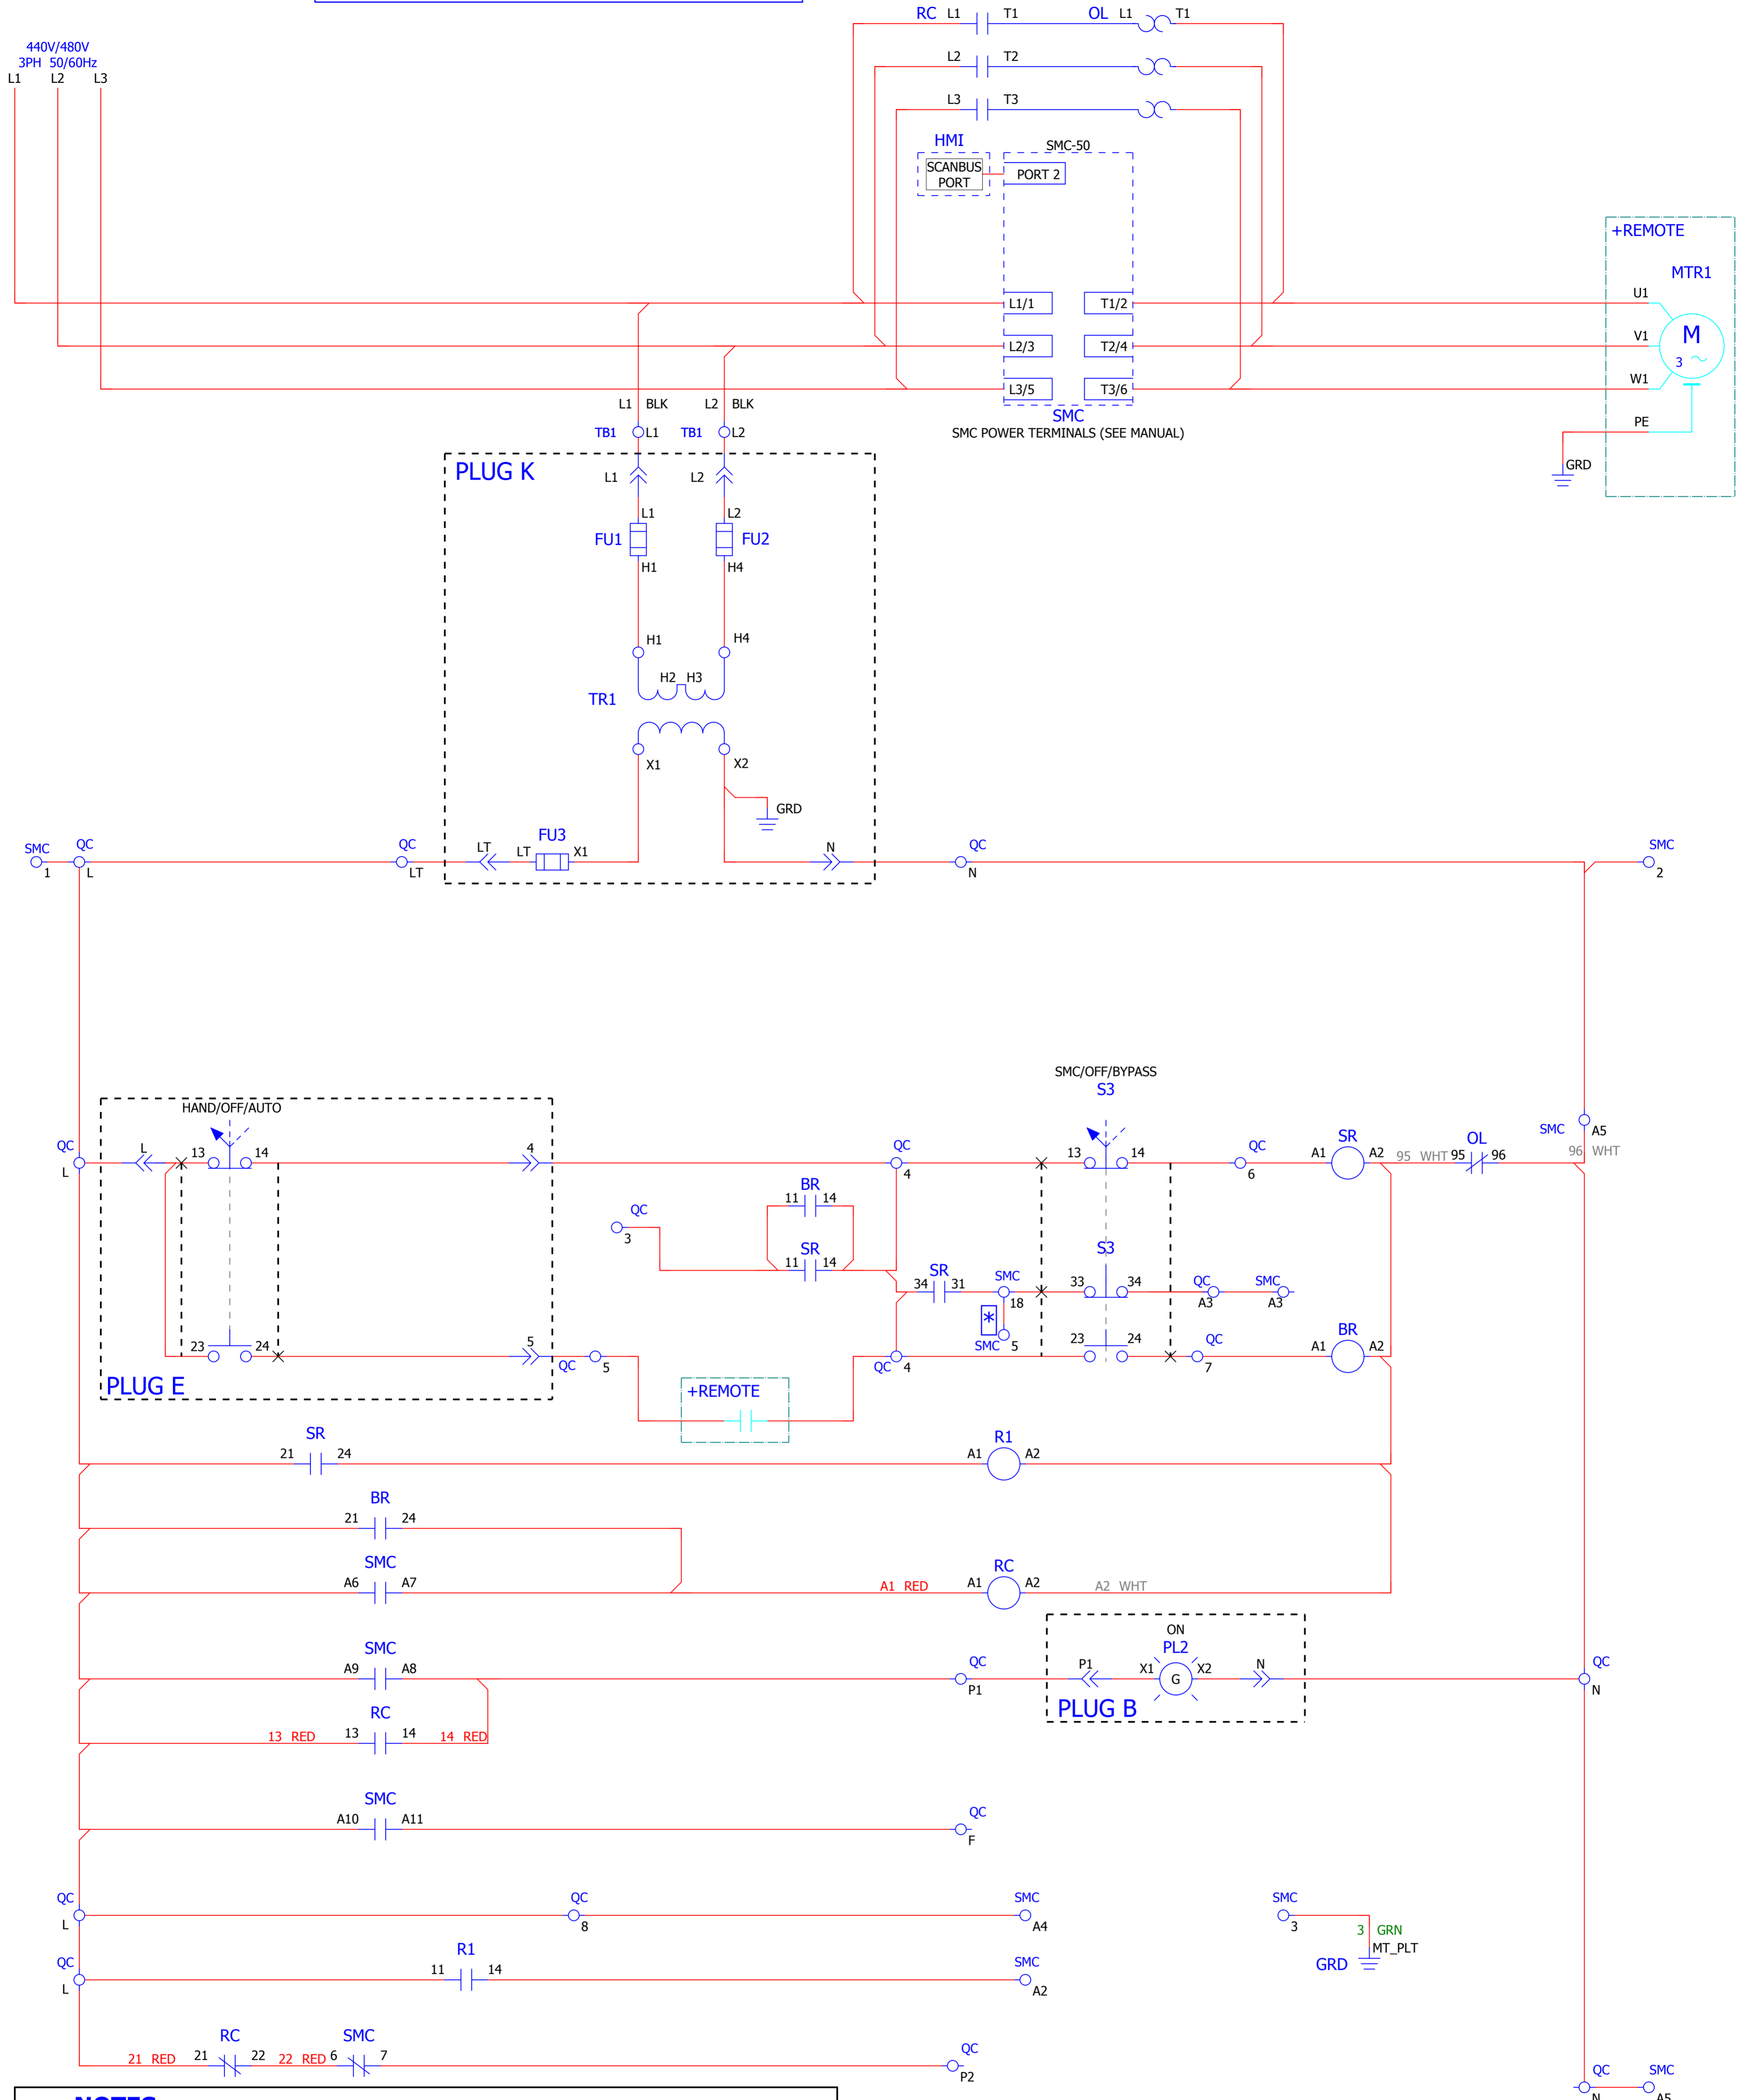 RC L1 T1 OL L1 T1
440V/480V
3PH 50/60Hz
L1 L2 L3
L2 T2
L3 T3
HMI
SMC-50
SCANBUS
PORT
PORT 2
+REMOTE
MTR1
L1/1 T1/2 U1
L2/3 T2/4 V1
M
3
L3/5 T3/6 W1
L1 BLK L2 BLK
SMC
SMC POWER TERMINALS (SEE MANUAL)
PE
GRD
TB1 L1 TB1 L2
PLUG K
L1 L2
L1 L2
FU1 FU2
H1 H4
H1 H4
H2 H3
TR1
X1 X2
GRD
SMC QC QC LT LT FU3 X1 N QC SMC
1 L LT N 2
SMC/OFF/BYPASS
S3
HAND/OFF/AUTO
QC L 13 14 4 QC 13 14 QC SR OL SMC A5
L 4 6 A1 A2 95 WHT 95 96 96 WHT
BR
11 14
QC
3
SR
11 14
S3
SR
34 31 SMC 33 34 QC SMC
18 A3 A3
*
SMC 5
23 24 5 QC 5 QC 4 23 24 QC 7 BR A1 A2
PLUG E
+REMOTE
SR
21 24
R1
A1 A2
BR
21 24
SMC
A6 A7
RC
A1 RED A1 A2 A2 WHT
ON
PL2
SMC
A9 A8 QC P1 P1 X1 G X2 N QC N
PLUG B
RC
13 RED 13 14 14 RED
SMC
A10 A11 QC
F
QC QC SMC SMC
L 8 A4 3
3 GRN
MT_PLT
GRD
QC R1 SMC
L 11 14 A2
RC SMC
21 RED 21 22 22 RED 6 7 QC
P2
QC SMC
N A5